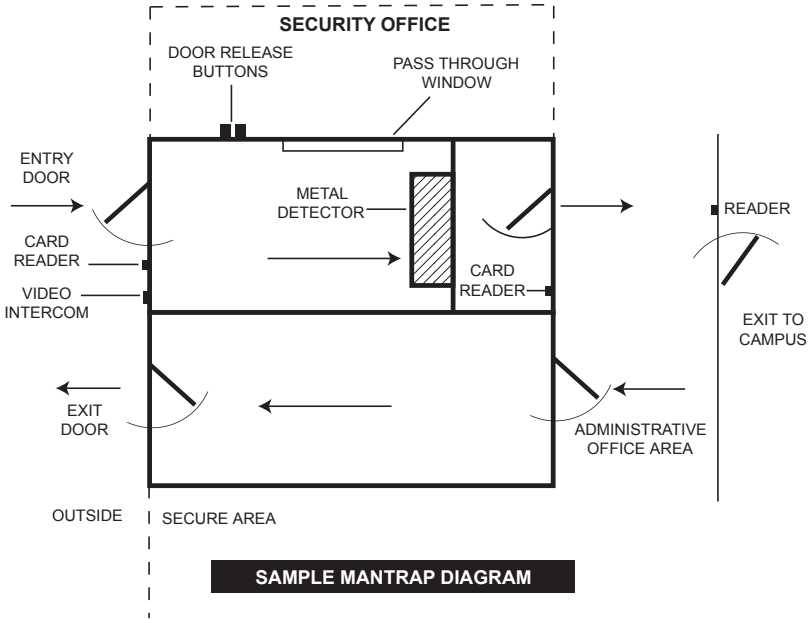 SECURITY OFFICE
DOOR RELEASE
BUTTONS
PASS THROUGH
WINDOW
ENTRY
DOOR
METAL
DETECTOR
READER
CARD
READER
CARD
READER
VIDEO
INTERCOM
EXIT TO
CAMPUS
EXIT
DOOR
ADMINISTRATIVE
OFFICE AREA
OUTSIDE
SECURE AREA
SAMPLE MANTRAP DIAGRAM